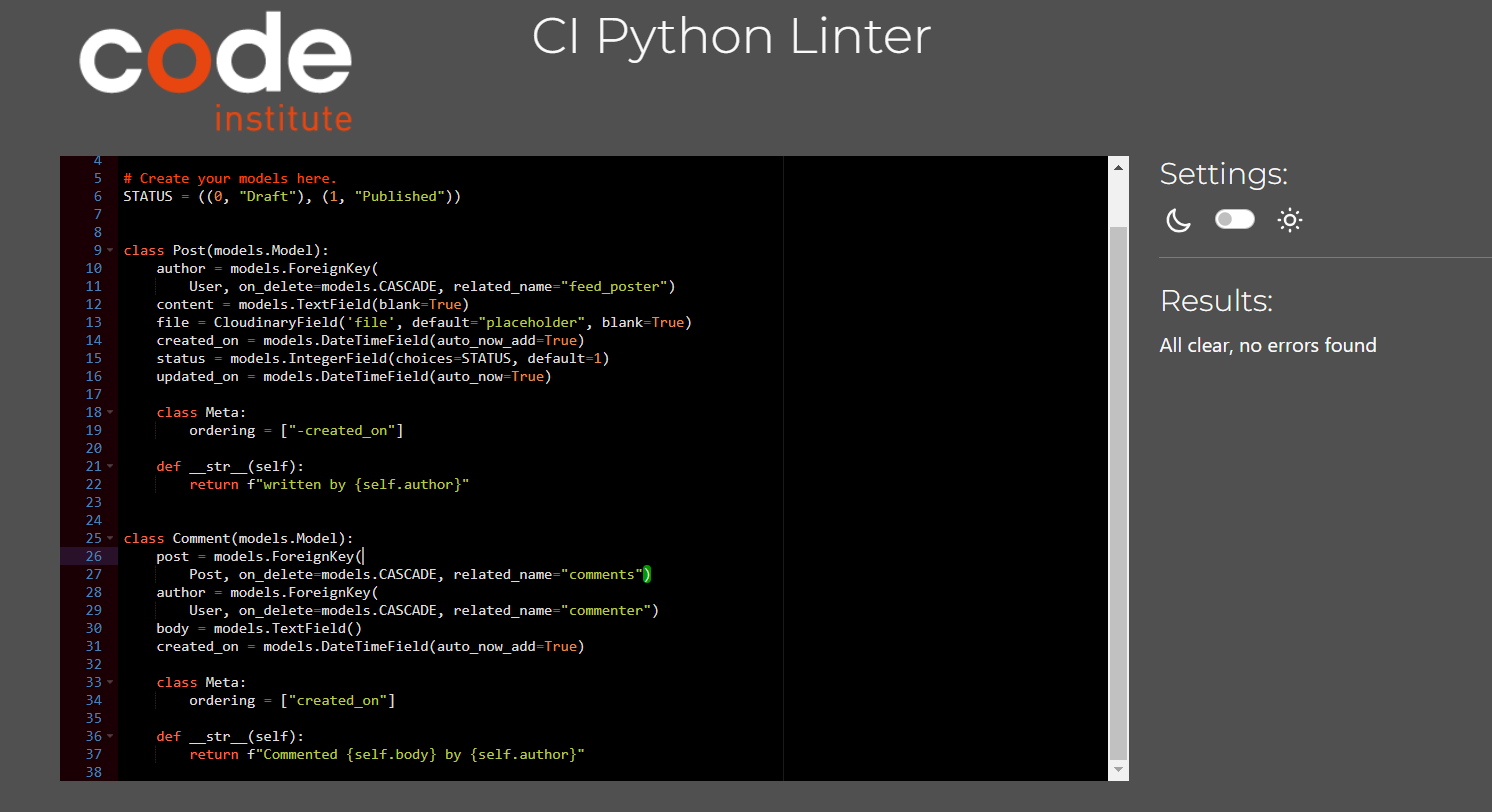 code
institute
CI Python Linter
4
5 # Create your models here.
6 STATUS = ((0, "Draft"), (1, "Published"))
7
8
9 class Post(models.Model):
10     author = models.ForeignKey(
11         User, on_delete=models.CASCADE, related_name="feed_poster")
12     content = models.TextField(blank=True)
13     file = CloudinaryField('file', default="placeholder", blank=True)
14     created_on = models.DateTimeField(auto_now_add=True)
15     status = models.IntegerField(choices=STATUS, default=1)
16     updated_on = models.DateTimeField(auto_now=True)
17
18     class Meta:
19         ordering = ["-created_on"]
20
21     def __str__(self):
22         return f"written by {self.author}"
23
24
25 class Comment(models.Model):
26     post = models.ForeignKey(
27         Post, on_delete=models.CASCADE, related_name="comments")
28     author = models.ForeignKey(
29         User, on_delete=models.CASCADE, related_name="commenter")
30     body = models.TextField()
31     created_on = models.DateTimeField(auto_now_add=True)
32
33     class Meta:
34         ordering = ["created_on"]
35
36     def __str__(self):
37         return f"Commented {self.body} by {self.author}"
38
Settings:
Results:
All clear, no errors found